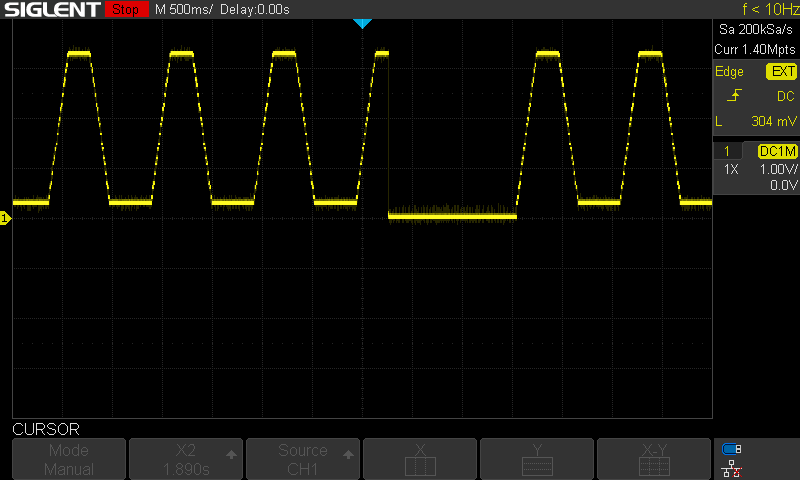 SIGLENT Stop M 500ms/ Delay:0.00s f < 10Hz
Sa 200kSa/s
Curr 1.40Mpts
Edge EXT
DC
L 304 mV
1 DC1M
1X 1.00V/
0.0V
1
CURSOR
Mode
Manual
X2
1.890s
Source
CH1
X
Y
X-Y